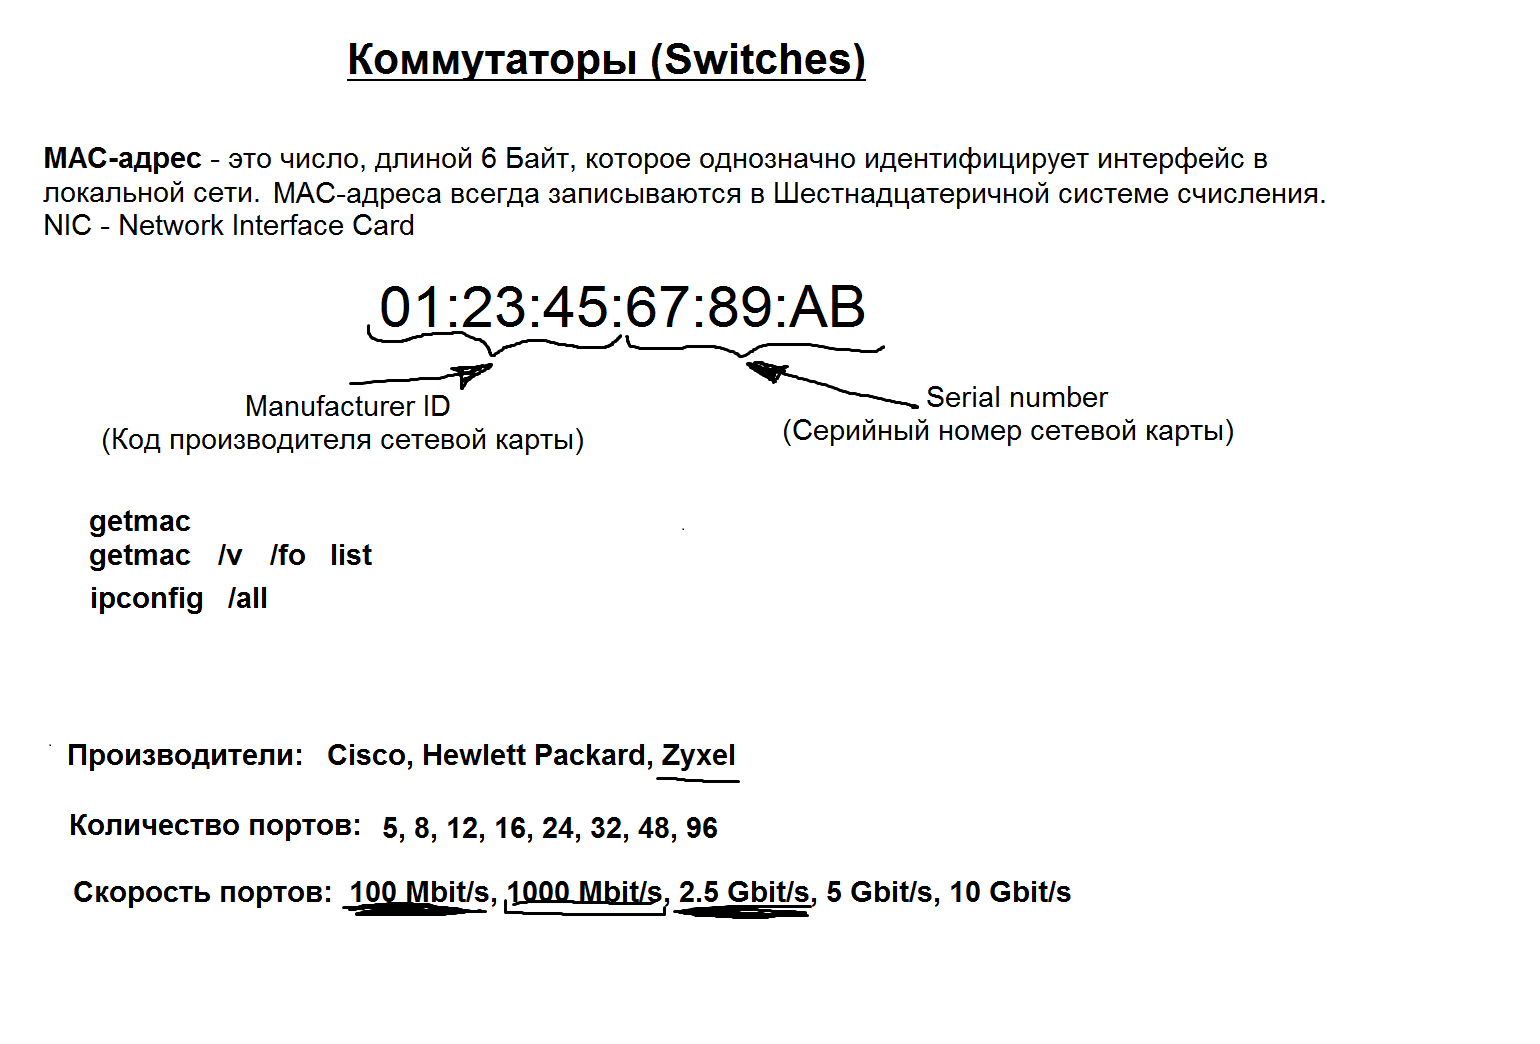 Коммутаторы (Switches)
MAC-адрес - это число, длиной 6 Байт, которое однозначно идентифицирует интерфейс в
локальной сети. MAC-адреса всегда записываются в Шестнадцатеричной системе счисления.
NIC - Network Interface Card
01:23:45:67:89:AB
Manufacturer ID
(Код производителя сетевой карты)
Serial number
(Серийный номер сетевой карты)
getmac
getmac /v /fo list
ipconfig /all
Производители: Cisco, Hewlett Packard, Zyxel
Количество портов: 5, 8, 12, 16, 24, 32, 48, 96
Скорость портов: 100 Mbit/s, 1000 Mbit/s, 2.5 Gbit/s, 5 Gbit/s, 10 Gbit/s